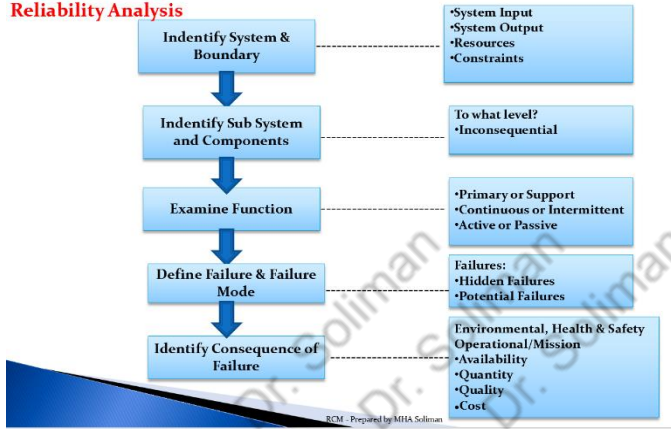 Reliability Analysis
Indentify System &
Boundary
•System Input
•System Output
•Resources
•Constraints
Indentify Sub System
and Components
To what level?
•Inconsequential
Examine Function
•Primary or Support
•Continuous or Intermittent
•Active or Passive
Define Failure & Failure
Mode
Failures:
•Hidden Failures
•Potential Failures
Identify Consequence of
Failure
Environmental, Health & Safety
Operational/Mission
•Availability
•Quantity
•Quality
•Cost
Dr. Soliman
Dr. Soliman
Dr. Soliman
RCM - Prepared by MHA Soliman